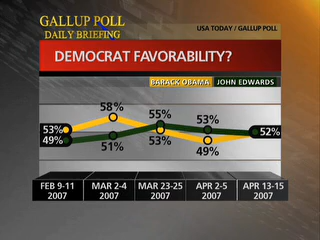 GALLUP POLL
DAILY BRIEFING
USA TODAY / GALLUP POLL
DEMOCRAT FAVORABILITY?
BARACK OBAMA JOHN EDWARDS
53% 58% 55% 53% 52%
49% 51% 53% 49%
FEB 9-11 MAR 2-4 MAR 23-25 APR 2-5 APR 13-15
2007 2007 2007 2007 2007